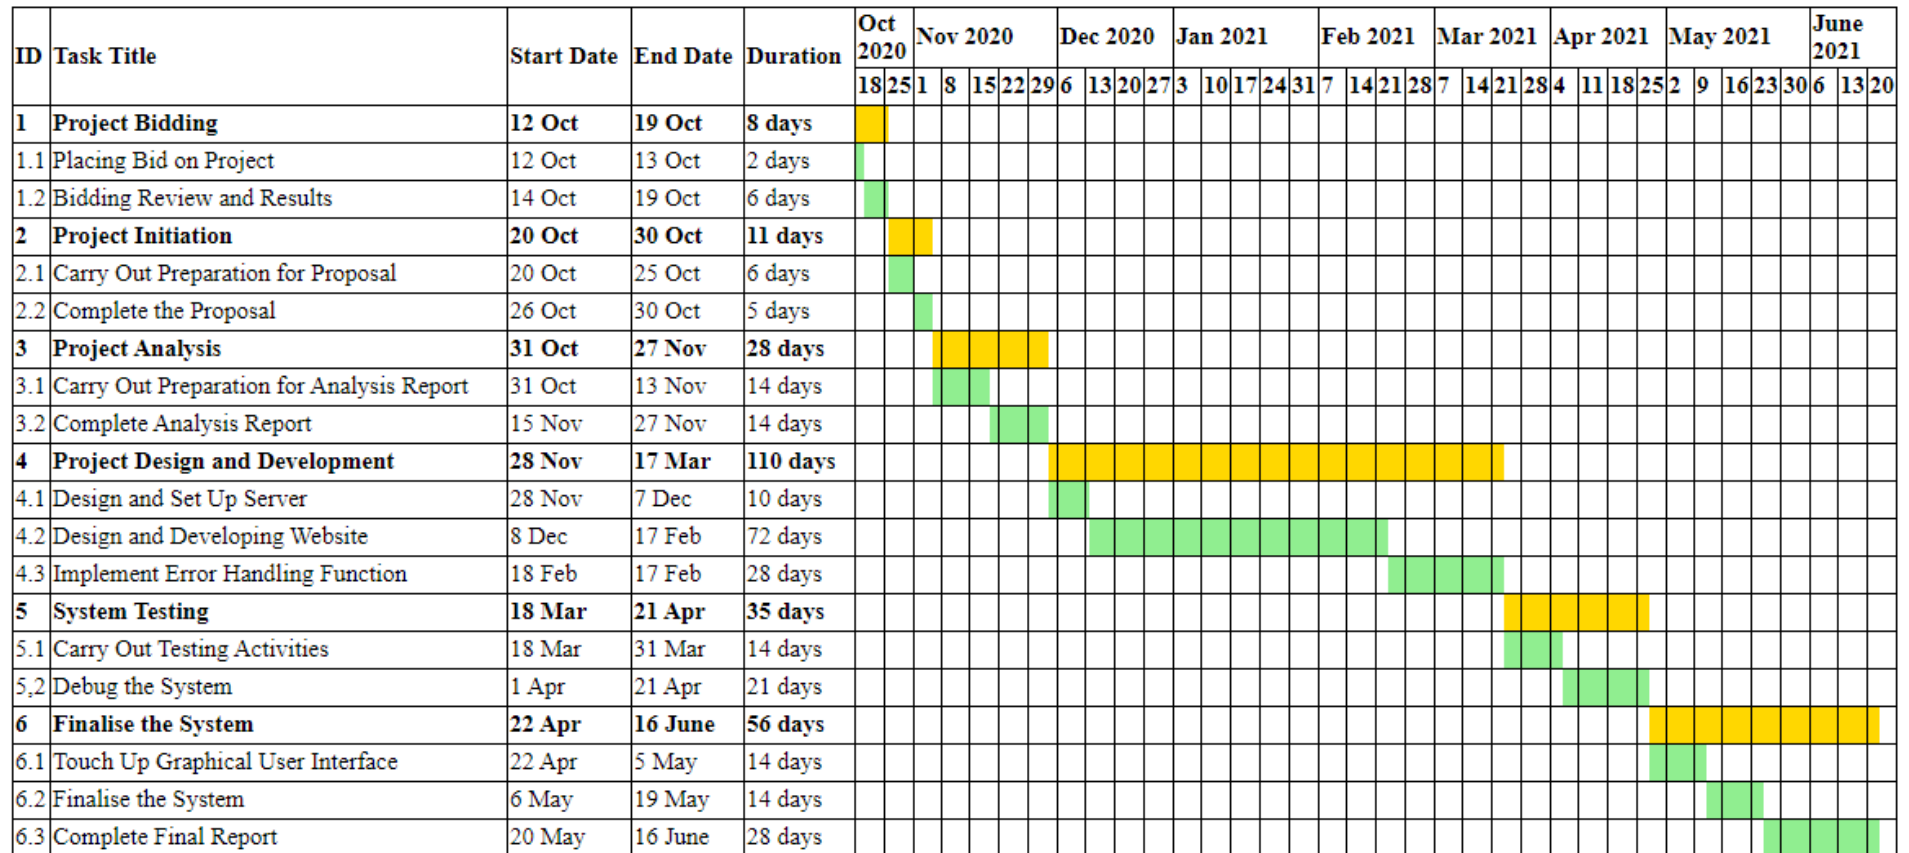 ID Task Title Start Date End Date Duration Oct 2020 Nov 2020 Dec 2020 Jan 2021 Feb 2021 Mar 2021 Apr 2021 May 2021 June 2021
18 25 1 8 15 22 29 6 13 20 27 3 10 17 24 31 7 14 21 28 7 14 21 28 4 11 18 25 2 9 16 23 30 6 13 20
1 Project Bidding 12 Oct 19 Oct 8 days
1.1 Placing Bid on Project 12 Oct 13 Oct 2 days
1.2 Bidding Review and Results 14 Oct 19 Oct 6 days
2 Project Initiation 20 Oct 30 Oct 11 days
2.1 Carry Out Preparation for Proposal 20 Oct 25 Oct 6 days
2.2 Complete the Proposal 26 Oct 30 Oct 5 days
3 Project Analysis 31 Oct 27 Nov 28 days
3.1 Carry Out Preparation for Analysis Report 31 Oct 13 Nov 14 days
3.2 Complete Analysis Report 15 Nov 27 Nov 14 days
4 Project Design and Development 28 Nov 17 Mar 110 days
4.1 Design and Set Up Server 28 Nov 7 Dec 10 days
4.2 Design and Developing Website 8 Dec 17 Feb 72 days
4.3 Implement Error Handling Function 18 Feb 17 Feb 28 days
5 System Testing 18 Mar 21 Apr 35 days
5.1 Carry Out Testing Activities 18 Mar 31 Mar 14 days
5,2 Debug the System 1 Apr 21 Apr 21 days
6 Finalise the System 22 Apr 16 June 56 days
6.1 Touch Up Graphical User Interface 22 Apr 5 May 14 days
6.2 Finalise the System 6 May 19 May 14 days
6.3 Complete Final Report 20 May 16 June 28 days